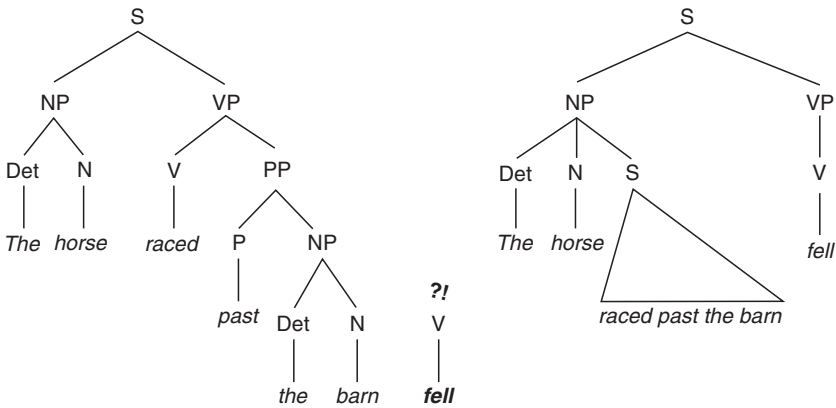 S S
NP VP NP VP
Det N V PP Det N S V
The horse raced P NP The horse fell
?!
past Det N V raced past the barn
the barn fell